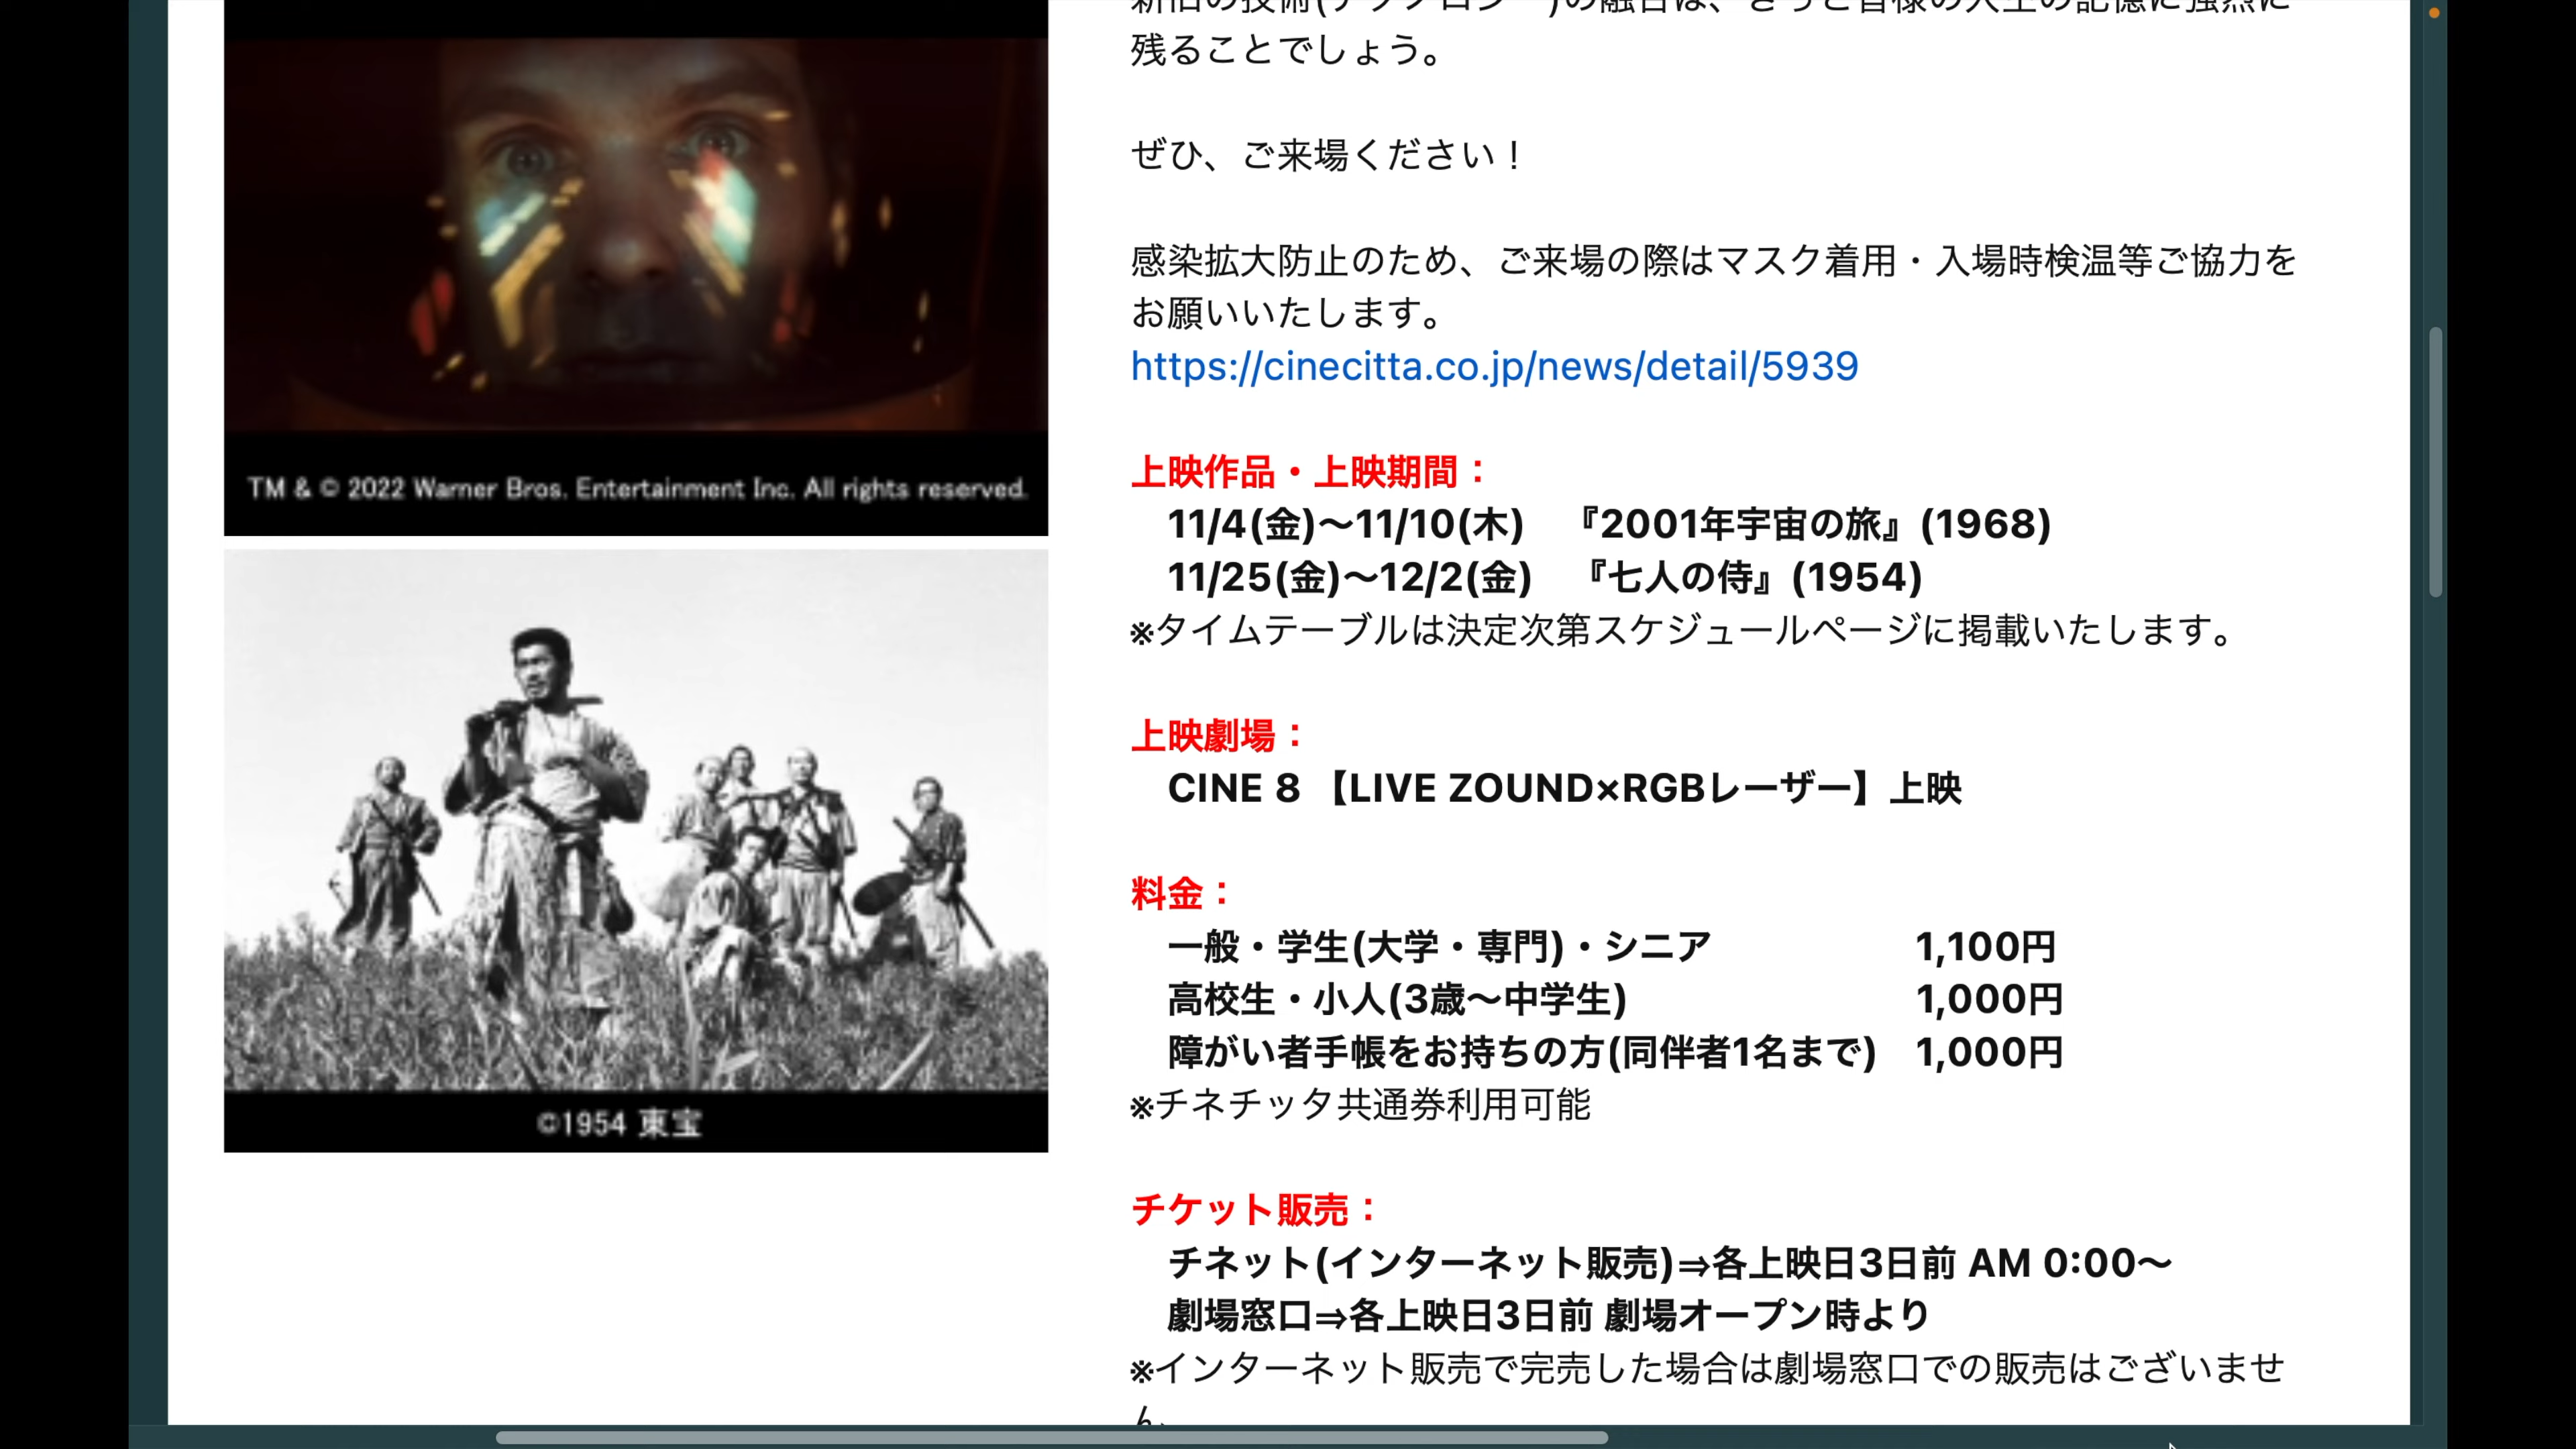 TM & © 2022 Warner Bros. Entertainment Inc. All rights reserved.
©1954 東宝
残ることでしょう。
ぜひ、ご来場ください！
感染拡大防止のため、ご来場の際はマスク着用・入場時検温等ご協力を
お願いいたします。
https://cinecitta.co.jp/news/detail/5939
上映作品・上映期間：
11/4(金)〜11/10(木)　『2001年宇宙の旅』(1968)
11/25(金)〜12/2(金)　『七人の侍』(1954)
※タイムテーブルは決定次第スケジュールページに掲載いたします。
上映劇場：
CINE 8 【LIVE ZOUND×RGBレーザー】上映
料金：
一般・学生(大学・専門)・シニア　1,100円
高校生・小人(3歳〜中学生)　1,000円
障がい者手帳をお持ちの方(同伴者1名まで)　1,000円
※チネチッタ共通券利用可能
チケット販売：
チネット(インターネット販売)⇒各上映日3日前 AM 0:00〜
劇場窓口⇒各上映日3日前 劇場オープン時より
※インターネット販売で完売した場合は劇場窓口での販売はございませ